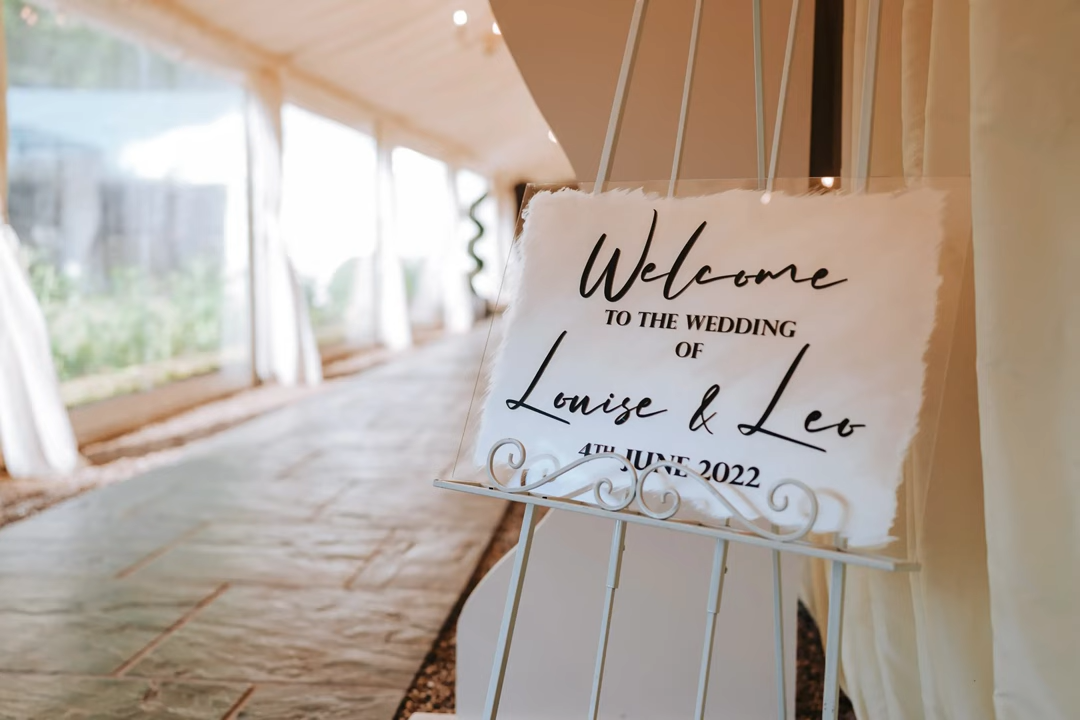 Welcome
TO THE WEDDING
OF
Louise & Leo
4TH JUNE 2022